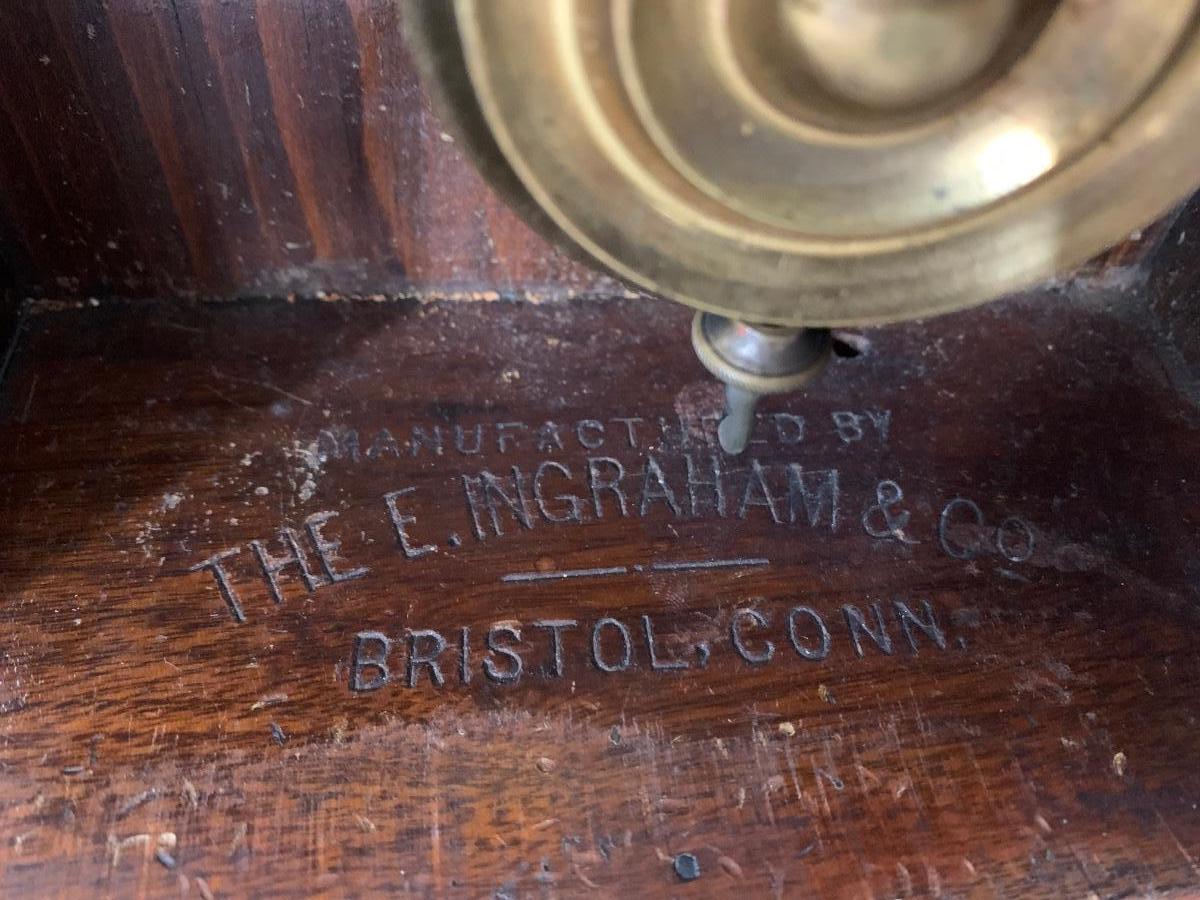 MANUFACTURED BY
THE E. INGRAHAM & Co
BRISTOL, CONN.